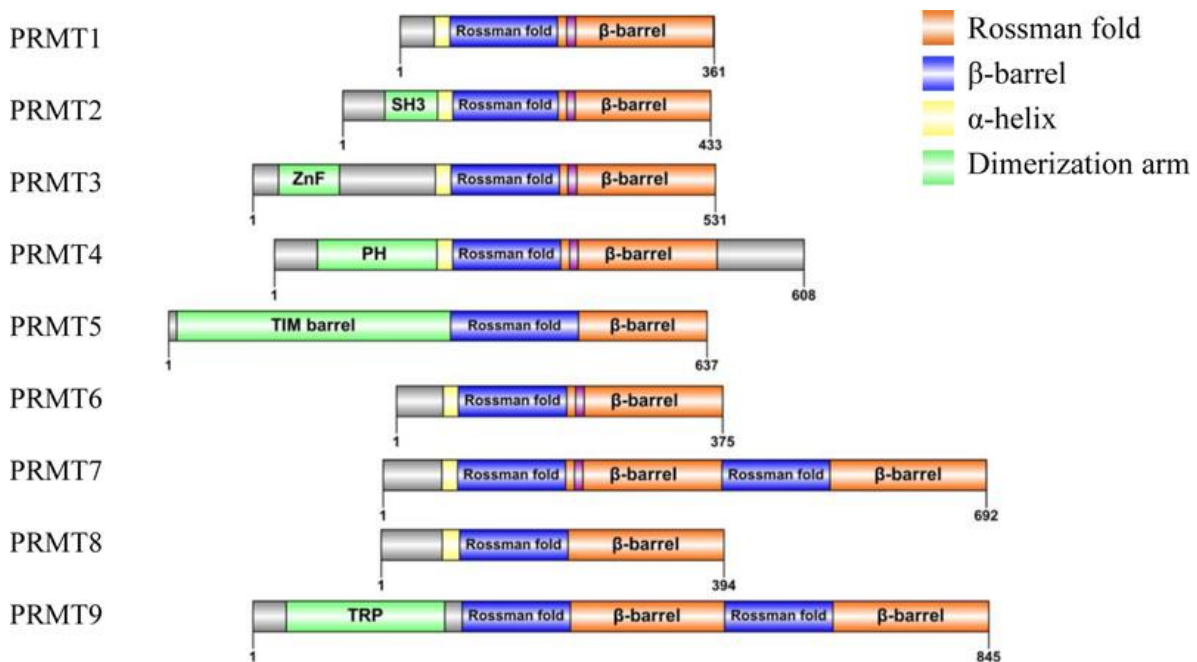 PRMT1
Rossman fold
β-barrel
1
361
PRMT2
SH3
Rossman fold
β-barrel
1
433
PRMT3
ZnF
Rossman fold
β-barrel
1
531
PRMT4
PH
Rossman fold
β-barrel
1
608
PRMT5
TIM barrel
Rossman fold
β-barrel
1
637
PRMT6
Rossman fold
β-barrel
1
375
PRMT7
Rossman fold
β-barrel
Rossman fold
β-barrel
1
692
PRMT8
Rossman fold
β-barrel
1
394
PRMT9
TRP
Rossman fold
β-barrel
Rossman fold
β-barrel
1
845
Rossman fold
β-barrel
α-helix
Dimerization arm